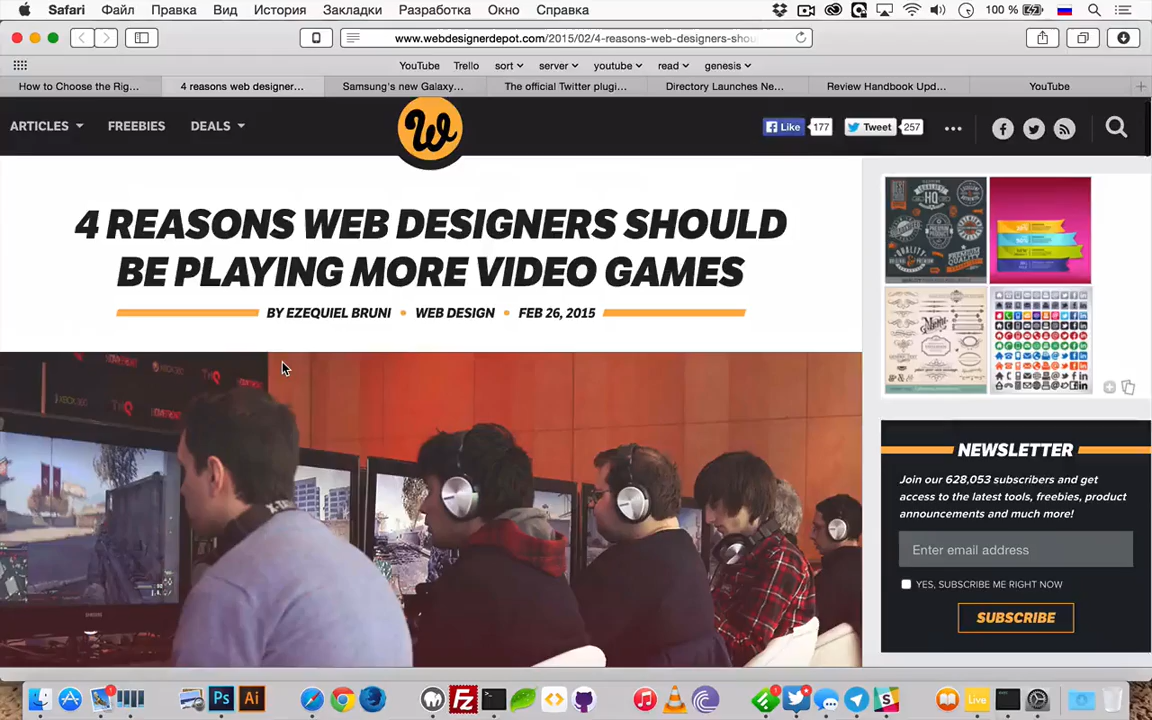 Safari Файл Правка Вид История Закладки Разработка Окно Справка 100 %
www.webdesignerdepot.com/2015/02/4-reasons-web-designers-shou
YouTube Trello sort server youtube read genesis
How to Choose the Rig... 4 reasons web designer... Samsung's new Galaxy... The official Twitter plugi... Directory Launches Ne... Review Handbook Upd... YouTube
ARTICLES FREEBIES DEALS W Like 177 Tweet 257
4 REASONS WEB DESIGNERS SHOULD
BE PLAYING MORE VIDEO GAMES
BY EZEQUIEL BRUNI • WEB DESIGN • FEB 26, 2015
NEWSLETTER
Join our 628,053 subscribers and get
access to the latest tools, freebies, product
announcements and much more!
Enter email address
YES, SUBSCRIBE ME RIGHT NOW
SUBSCRIBE
Ps Ai Fz Live